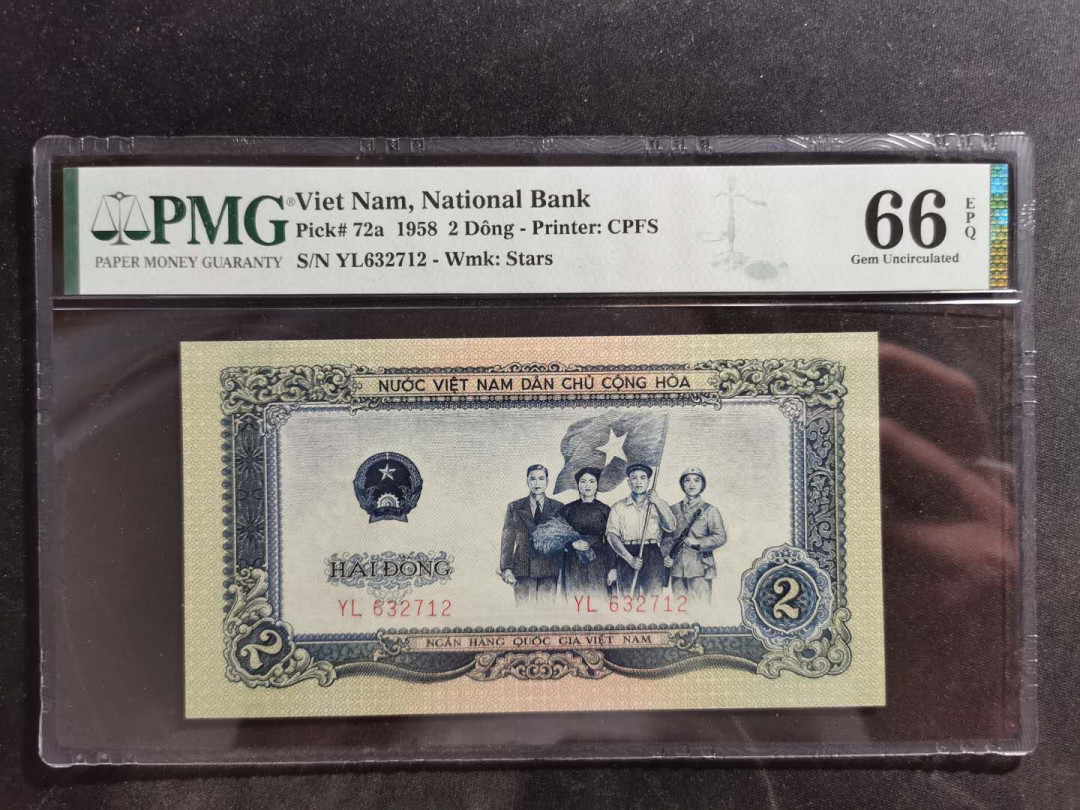 PMG®
PAPER MONEY GUARANTY
Viet Nam, National Bank
Pick# 72a 1958 2 Dông - Printer: CPFS
S/N YL632712 - Wmk: Stars
66 EPQ
Gem Uncirculated
NƯỚC VIỆT NAM DÂN CHỦ CỘNG HÒA
HAI ĐỒNG
YL 632712
YL 632712
2
2
NGÂN HÀNG QUỐC GIA VIỆT NAM